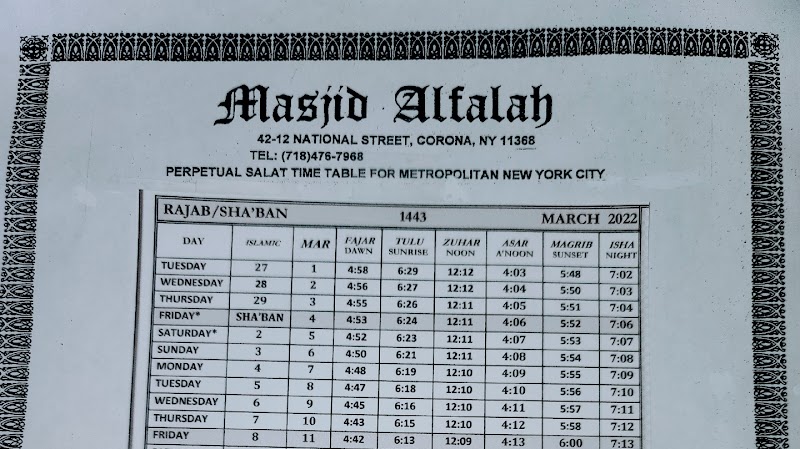 Masjid Alfalah
42-12 NATIONAL STREET, CORONA, NY 11368
TEL: (718)476-7968
PERPETUAL SALAT TIME TABLE FOR METROPOLITAN NEW YORK CITY
RAJAB/SHA'BAN 1443 MARCH 2022
DAY ISLAMIC MAR FAJAR DAWN TULU SUNRISE ZUHAR NOON ASAR A'NOON MAGRIB SUNSET ISHA NIGHT
TUESDAY 27 1 4:58 6:29 12:12 4:03 5:48 7:02
WEDNESDAY 28 2 4:56 6:27 12:12 4:04 5:50 7:03
THURSDAY 29 3 4:55 6:26 12:11 4:05 5:51 7:04
FRIDAY* SHA'BAN 4 4:53 6:24 12:11 4:06 5:52 7:06
SATURDAY* 2 5 4:52 6:23 12:11 4:07 5:53 7:07
SUNDAY 3 6 4:50 6:21 12:11 4:08 5:54 7:08
MONDAY 4 7 4:48 6:19 12:10 4:09 5:55 7:09
TUESDAY 5 8 4:47 6:18 12:10 4:10 5:56 7:10
WEDNESDAY 6 9 4:45 6:16 12:10 4:11 5:57 7:11
THURSDAY 7 10 4:43 6:15 12:10 4:12 5:58 7:12
FRIDAY 8 11 4:42 6:13 12:09 4:13 6:00 7:13